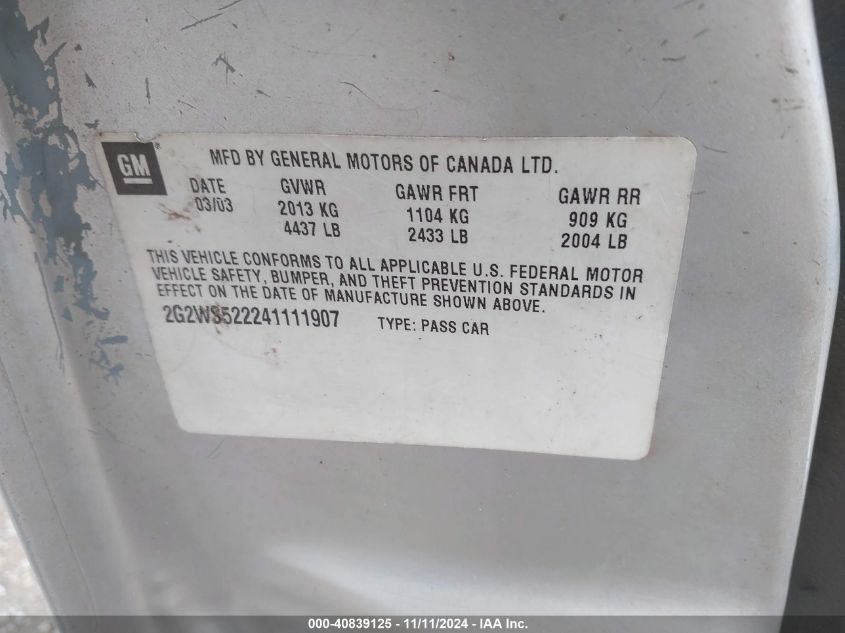 GM
MFD BY GENERAL MOTORS OF CANADA LTD.
DATE GVWR GAWR FRT GAWR RR
03/03 2013 KG 1104 KG 909 KG
4437 LB 2433 LB 2004 LB
THIS VEHICLE CONFORMS TO ALL APPLICABLE U.S. FEDERAL MOTOR
VEHICLE SAFETY, BUMPER, AND THEFT PREVENTION STANDARDS IN
EFFECT ON THE DATE OF MANUFACTURE SHOWN ABOVE.
2G2WS522241111907 TYPE: PASS CAR
000-40839125 - 11/11/2024 - IAA Inc.